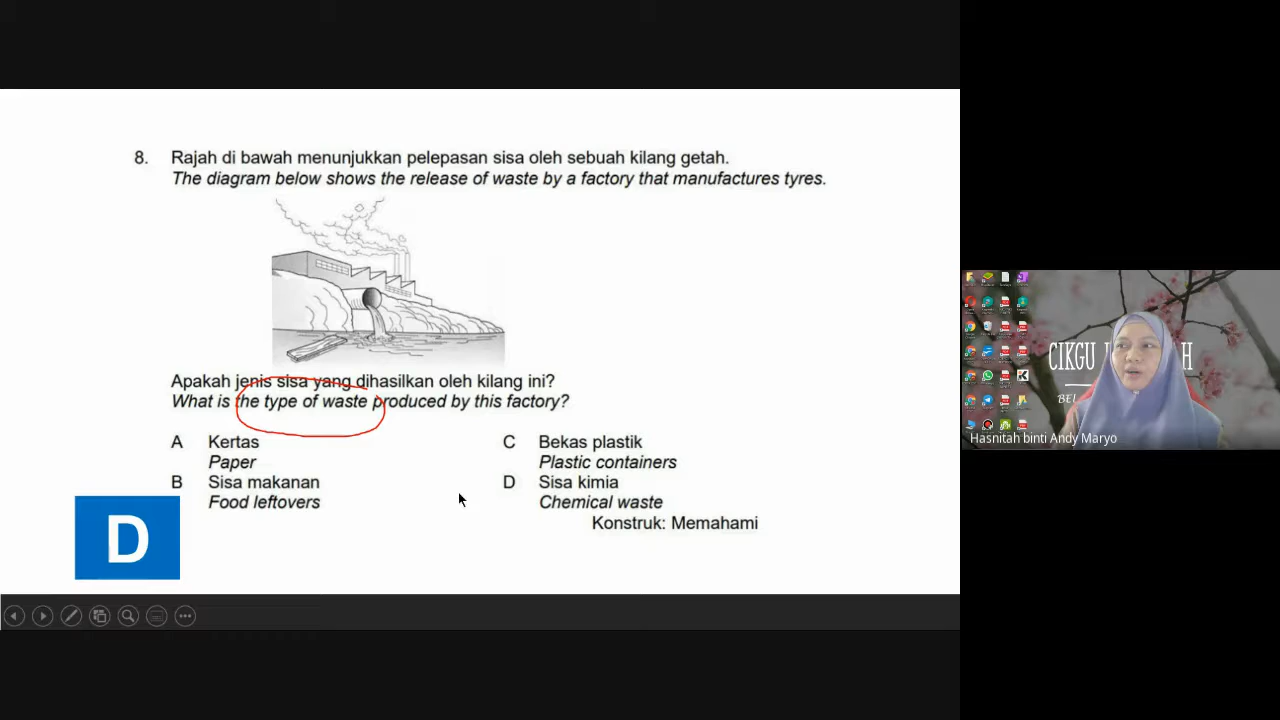 8. Rajah di bawah menunjukkan pelepasan sisa oleh sebuah kilang getah.
The diagram below shows the release of waste by a factory that manufactures tyres.
Apakah jenis sisa yang dihasilkan oleh kilang ini?
What is the type of waste produced by this factory?
A Kertas
Paper
B Sisa makanan
Food leftovers
C Bekas plastik
Plastic containers
D Sisa kimia
Chemical waste
Konstruk: Memahami
D
CIKGU
Hasnitah binti Andy Maryo